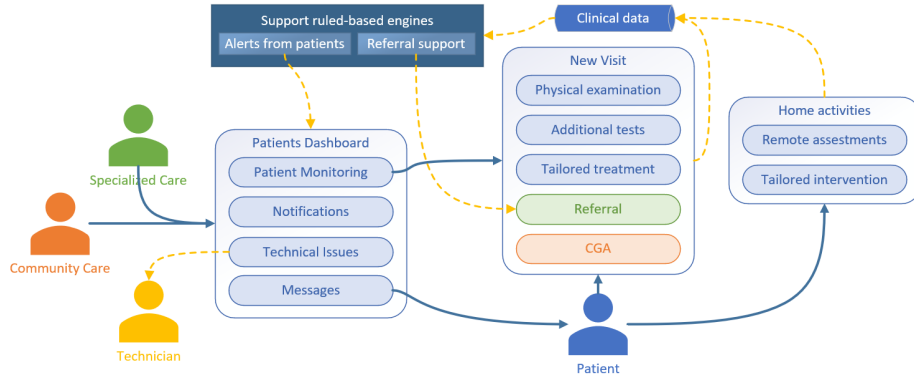 Support ruled-based engines
Alerts from patients
Referral support
Clinical data
New Visit
Physical examination
Additional tests
Tailored treatment
Referral
CGA
Home activities
Remote assestments
Tailored intervention
Patients Dashboard
Patient Monitoring
Notifications
Technical Issues
Messages
Specialized Care
Community Care
Technician
Patient